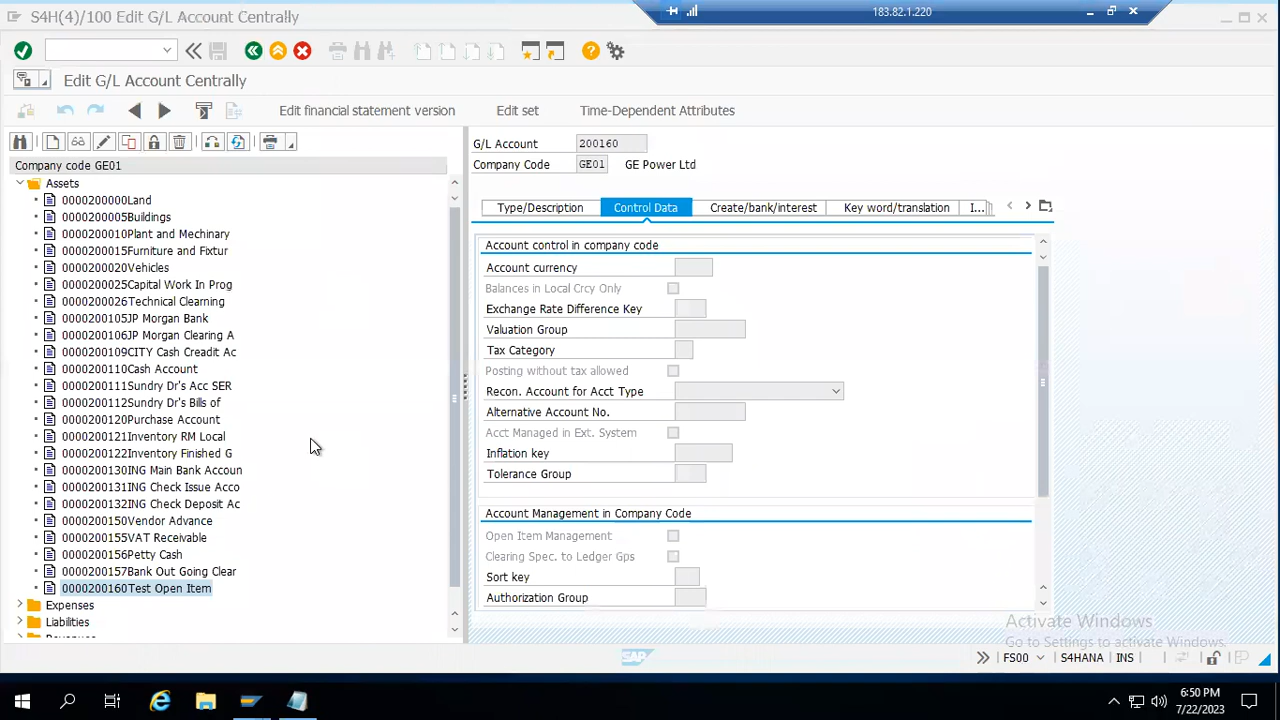 S4H(4)/100 Edit G/L Account Centrally
183.82.1.220
Edit G/L Account Centrally
Edit financial statement version
Edit set
Time-Dependent Attributes
Company code GE01
Assets
0000200000Land
0000200005Buildings
0000200010Plant and Mechinary
0000200015Furniture and Fixtur
0000200020Vehicles
0000200025Capital Work In Prog
0000200026Technical Clearning
0000200105JP Morgan Bank
0000200106JP Morgan Clearing A
0000200109CITY Cash Creadit Ac
0000200110Cash Account
0000200111Sundry Dr's Acc SER
0000200112Sundry Dr's Bills of
0000200120Purchase Account
0000200121Inventory RM Local
0000200122Inventory Finished G
0000200130ING Main Bank Accoun
0000200131ING Check Issue Acco
0000200132ING Check Deposit Ac
0000200150Vendor Advance
0000200155VAT Receivable
0000200156Petty Cash
0000200157Bank Out Going Clear
0000200160Test Open Item
Expenses
Liabilities
G/L Account 200160
Company Code GE01 GE Power Ltd
Type/Description
Control Data
Create/bank/interest
Key word/translation
I...
Account control in company code
Account currency
Balances in Local Crcy Only
Exchange Rate Difference Key
Valuation Group
Tax Category
Posting without tax allowed
Recon. Account for Acct Type
Alternative Account No.
Acct Managed in Ext. System
Inflation key
Tolerance Group
Account Management in Company Code
Open Item Management
Clearing Spec. to Ledger Gps
Sort key
Authorization Group
Activate Windows
Go to Settings to activate Windows.
SAP
FS00
S4HANA
INS
6:50 PM
7/22/2023